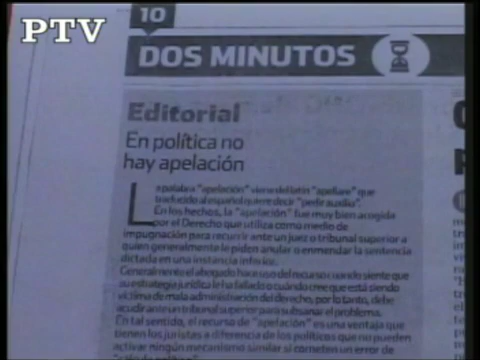 PTV
10
DOS MINUTOS
Editorial
En política no
hay apelación
La palabra "apelación" viene del latín "apellare" que
traducido al español quiere decir "pedir auxiliu".
En los hechos, la "apelación" fue muy bien acogida
por el Derecho que utiliza como medio de
impugnación para recurrir ante un juez o tribunal superior a
quien generalmente le piden anular o enmendar la sentencia
dictada en una instancia inferior.
Generalmente el abogado hace uso del recurso cuando siente que
su estrategia jurídica le ha fallado o cuándo cree que está siendo
víctima de mala administración del derecho, por lo tanto, debe
acudir ante un tribunal superior para subsanar el problema.
En tal sentido, el recurso de "apelación" es una ventaja que
tienen los juristas a diferencia de los políticos que no pueden
activar ningún mecanismo similar si cometen un error de